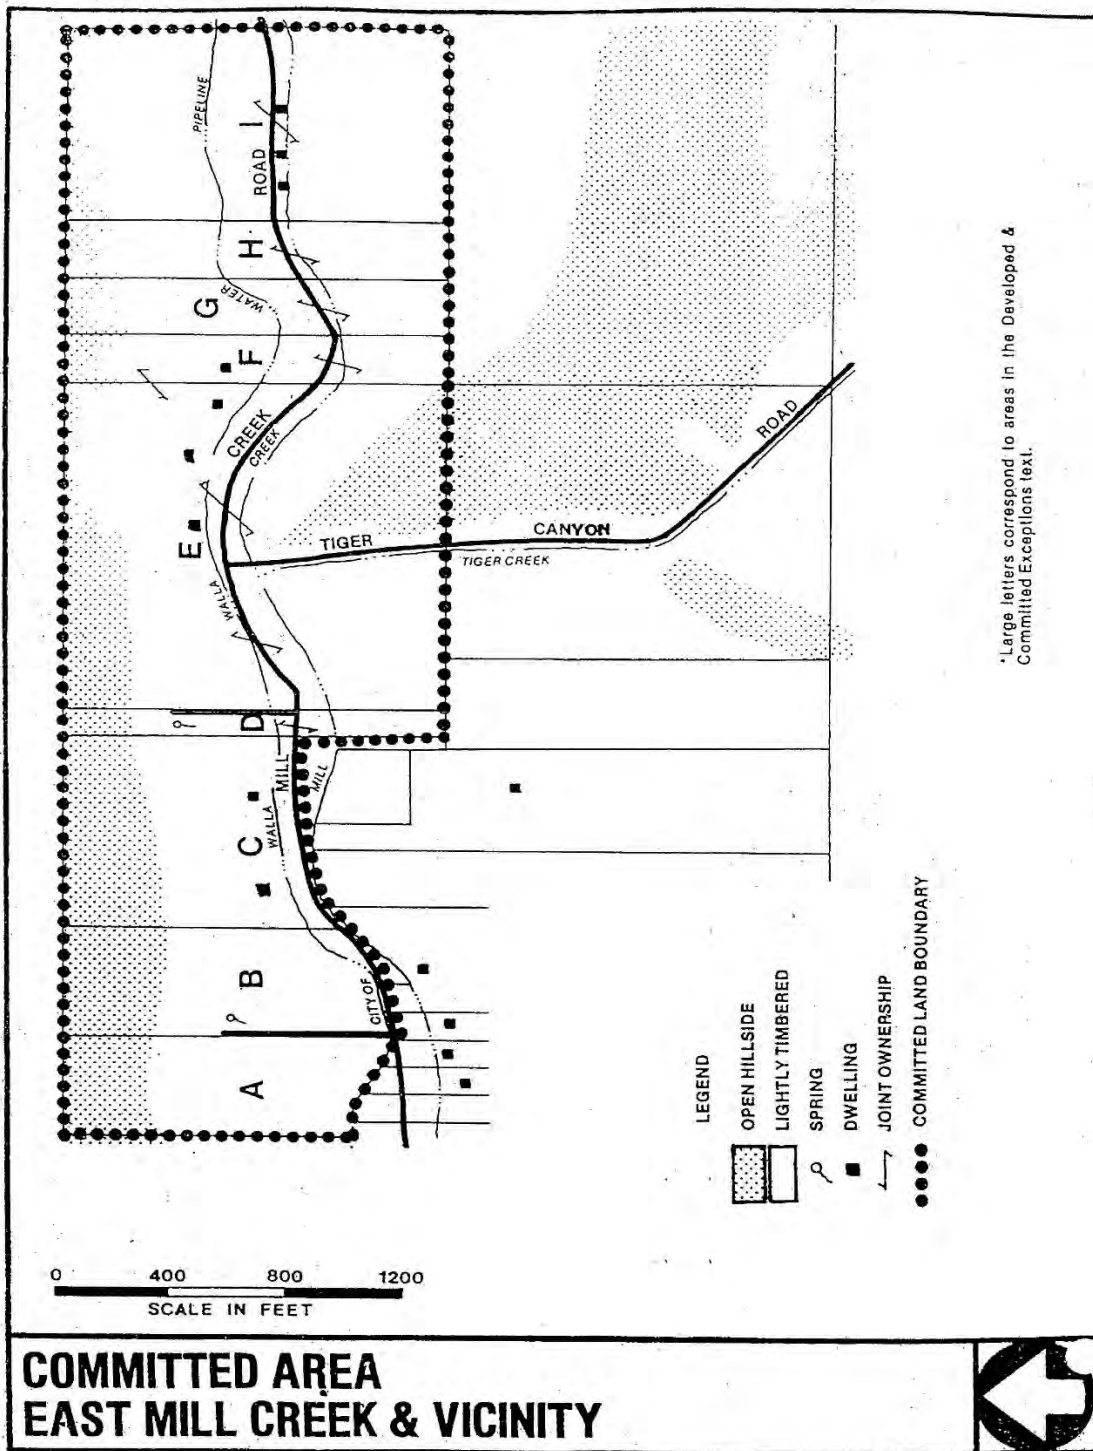 PIPELINE
ROAD
I
H
G
WATER
F
CREEK
CREEK
E
WALLA
TIGER
CANYON
ROAD
TIGER CREEK
D
MILL
MILL
WALLA
C
B
CITY OF
A
*Large letters correspond to areas in the Developed &
Committed Exceptions text.
LEGEND
OPEN HILLSIDE
LIGHTLY TIMBERED
SPRING
DWELLING
JOINT OWNERSHIP
COMMITTED LAND BOUNDARY
0 400 800 1200
SCALE IN FEET
COMMITTED AREA
EAST MILL CREEK & VICINITY